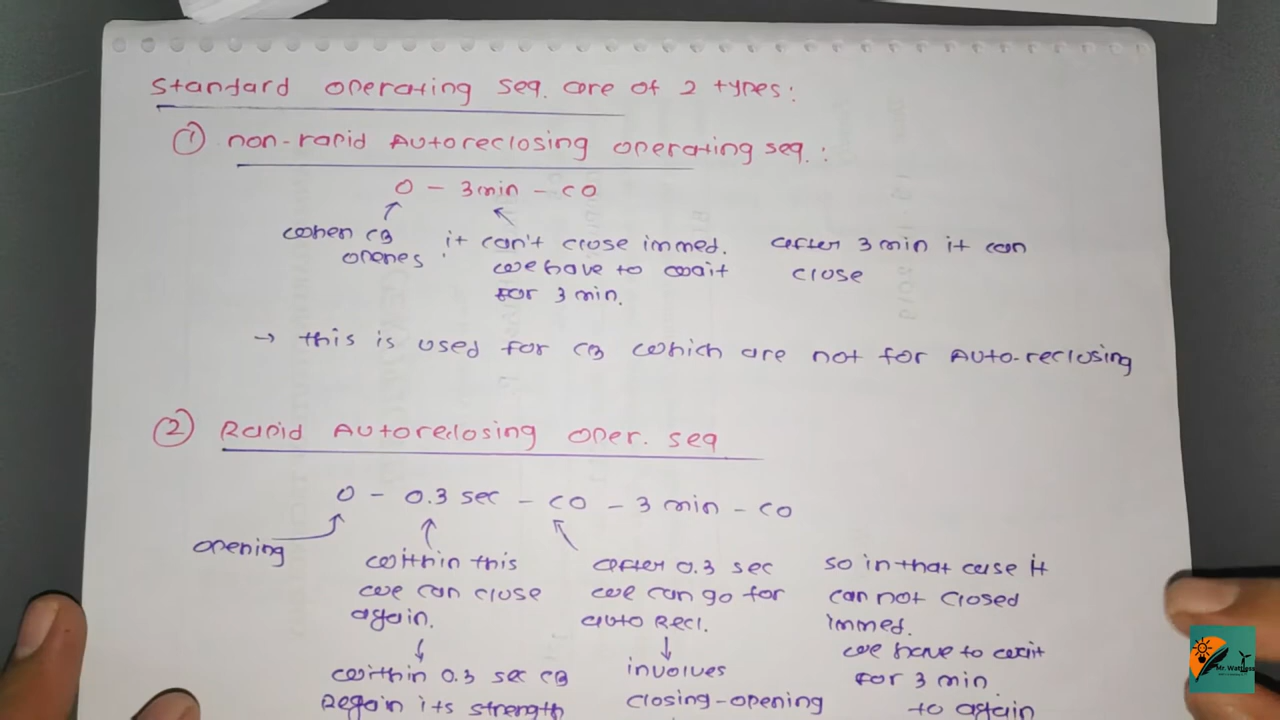 Standard operating seq. are of 2 types:
① non-rapid Autoreclosing operating seq. :
O - 3min - CO
when CB
openes
it can't close immed.
we have to wait
for 3 min.
after 3 min it can
close
→ this is used for CB which are not for Auto-reclosing
② Rapid Autoreclosing oper. seq
O - 0.3 sec - CO - 3 min - CO
opening
within this
we can close
again.
within 0.3 sec CB
Regain its strength
after 0.3 sec
we can go for
auto Recl.
involves
closing-opening
so in that case it
can not closed
immed.
we have to wait
for 3 min.
to again
Mr. Wattless